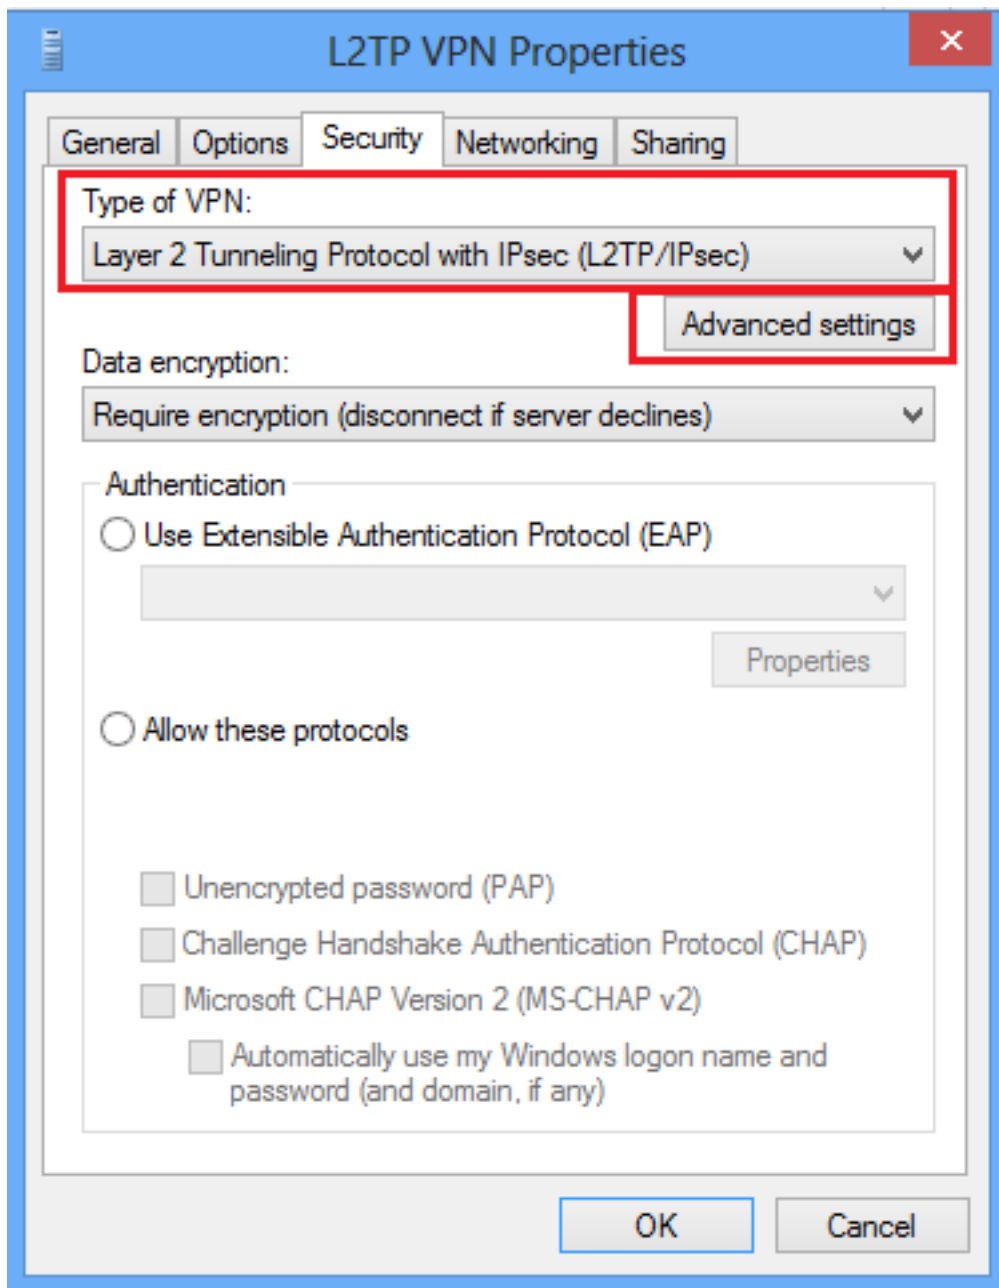 L2TP VPN Properties
General Options Security Networking Sharing
Type of VPN:
Layer 2 Tunneling Protocol with IPsec (L2TP/IPsec)
Advanced settings
Data encryption:
Require encryption (disconnect if server declines)
Authentication
Use Extensible Authentication Protocol (EAP)
Properties
Allow these protocols
Unencrypted password (PAP)
Challenge Handshake Authentication Protocol (CHAP)
Microsoft CHAP Version 2 (MS-CHAP v2)
Automatically use my Windows logon name and
password (and domain, if any)
OK Cancel